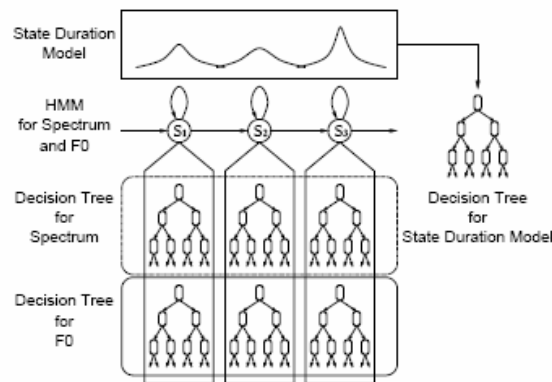 State Duration
Model
HMM
for Spectrum
and F0
S1
S2
S3
Decision Tree
for
Spectrum
Decision Tree
for
State Duration Model
Decision Tree
for
F0